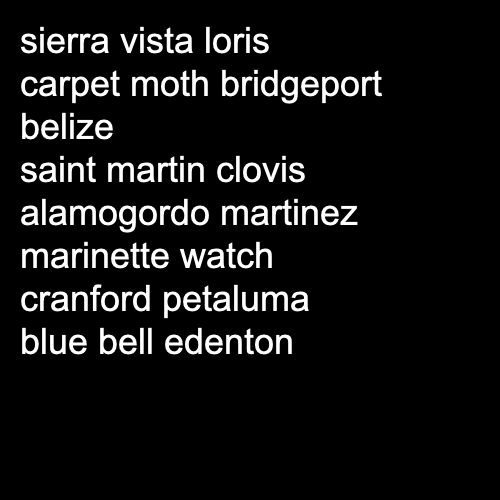 sierra vista loris
carpet moth bridgeport
belize
saint martin clovis
alamogordo martinez
marinette watch
cranford petaluma
blue bell edenton